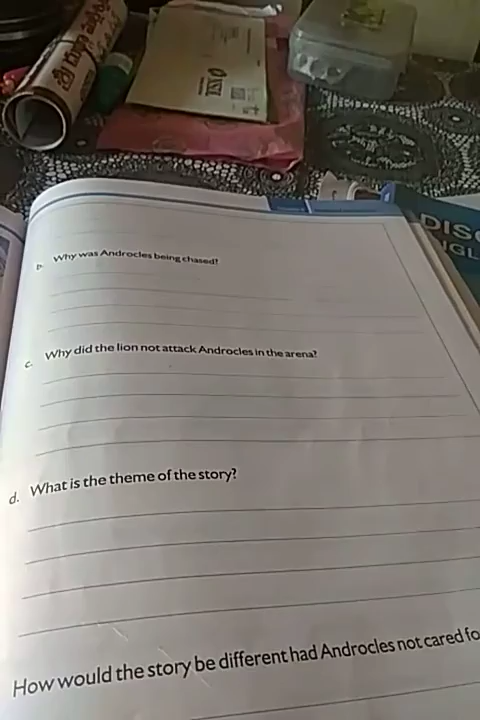 DISC
b. Why was Androcles being chased?
c. Why did the lion not attack Androcles in the arena?
d. What is the theme of the story?
How would the story be different had Androcles not cared fo